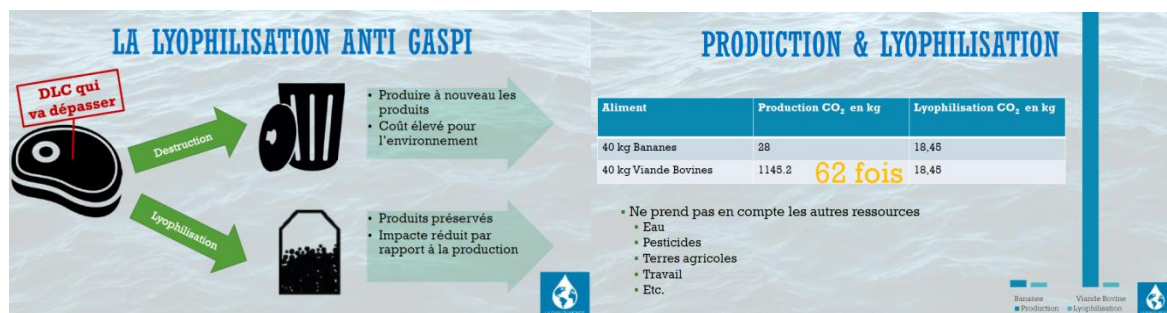 LA LYOPHILISATION ANTI GASPI
DLC qui
va dépasser
Destruction
• Produire à nouveau les
produits
• Coût élevé pour
l'environnement
Lyophilisation
• Produits préservés
• Impacte réduit par
rapport à la production
PRODUCTION & LYOPHILISATION
Aliment Production CO₂ en kg Lyophilisation CO₂ en kg
40 kg Bananes 28 18,45
40 kg Viande Bovines 1145.2 62 fois 18,45
▪ Ne prend pas en compte les autres ressources
▪ Eau
▪ Pesticides
▪ Terres agricoles
▪ Travail
▪ Etc.
Bananes Viande Bovine
■ Production ■ Lyophilisation